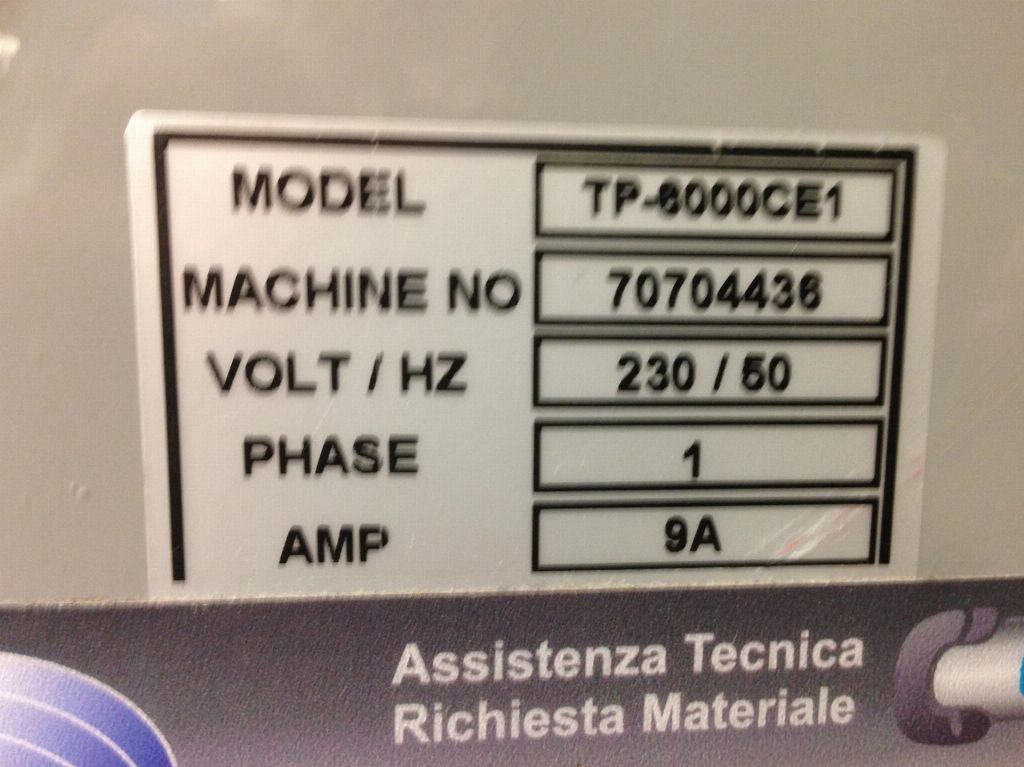 MODEL TP-6000CE1
MACHINE NO 70704436
VOLT / HZ 230 / 50
PHASE 1
AMP 9A
Assistenza Tecnica
Richiesta Materiale